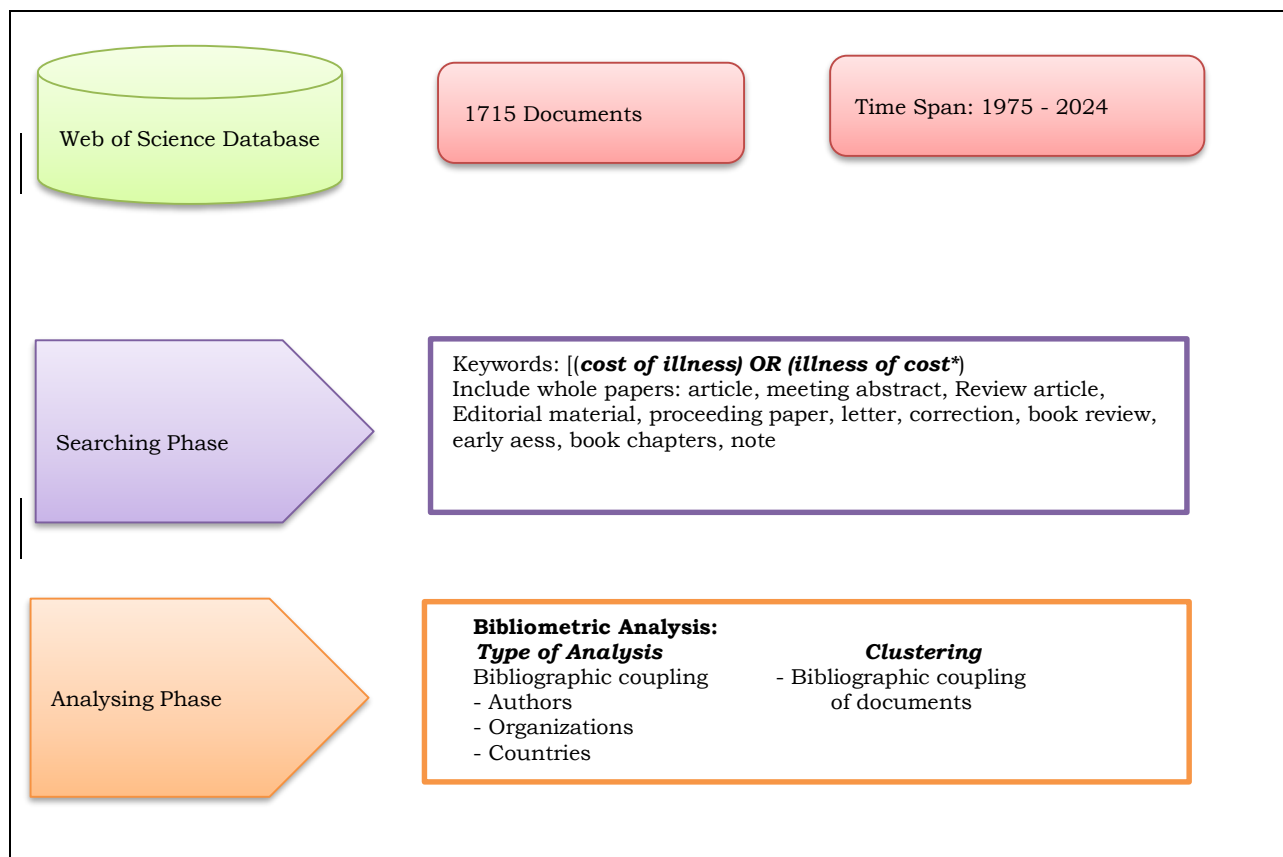 Web of Science Database
1715 Documents
Time Span: 1975 - 2024
Searching Phase
Keywords: [(cost of illness) OR (illness of cost*)
Include whole papers: article, meeting abstract, Review article,
Editorial material, proceeding paper, letter, correction, book review,
early aess, book chapters, note
Analysing Phase
Bibliometric Analysis:
Type of Analysis
Bibliographic coupling
- Authors
- Organizations
- Countries
Clustering
- Bibliographic coupling
of documents